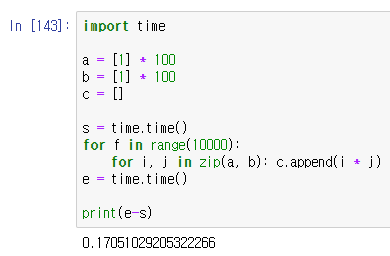 In [143]:
import time
a = [1] * 100
b = [1] * 100
c = []
s = time.time()
for f in range(10000):
    for i, j in zip(a, b): c.append(i * j)
e = time.time()
print(e-s)
0.17051029205322266